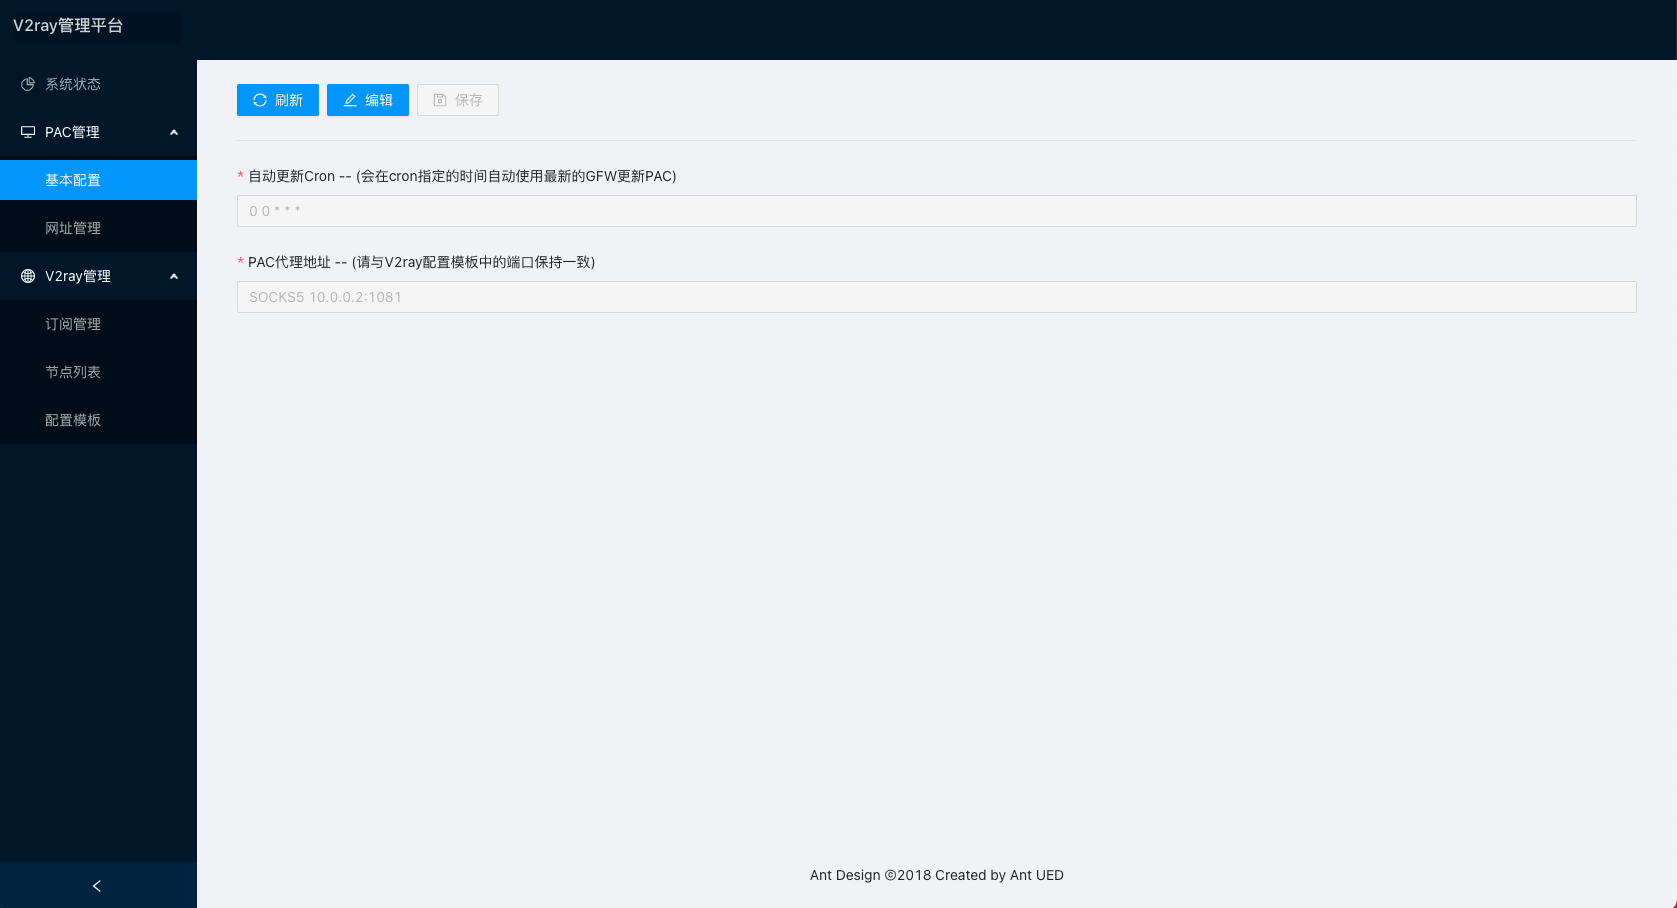 V2ray管理平台
系统状态
PAC管理
基本配置
网址管理
V2ray管理
订阅管理
节点列表
配置模板
刷新 编辑 保存
* 自动更新Cron -- (会在cron指定的时间自动使用最新的GFW更新PAC)
0 0 * * *
* PAC代理地址 -- (请与V2ray配置模板中的端口保持一致)
SOCKS5 10.0.0.2:1081
Ant Design ©2018 Created by Ant UED